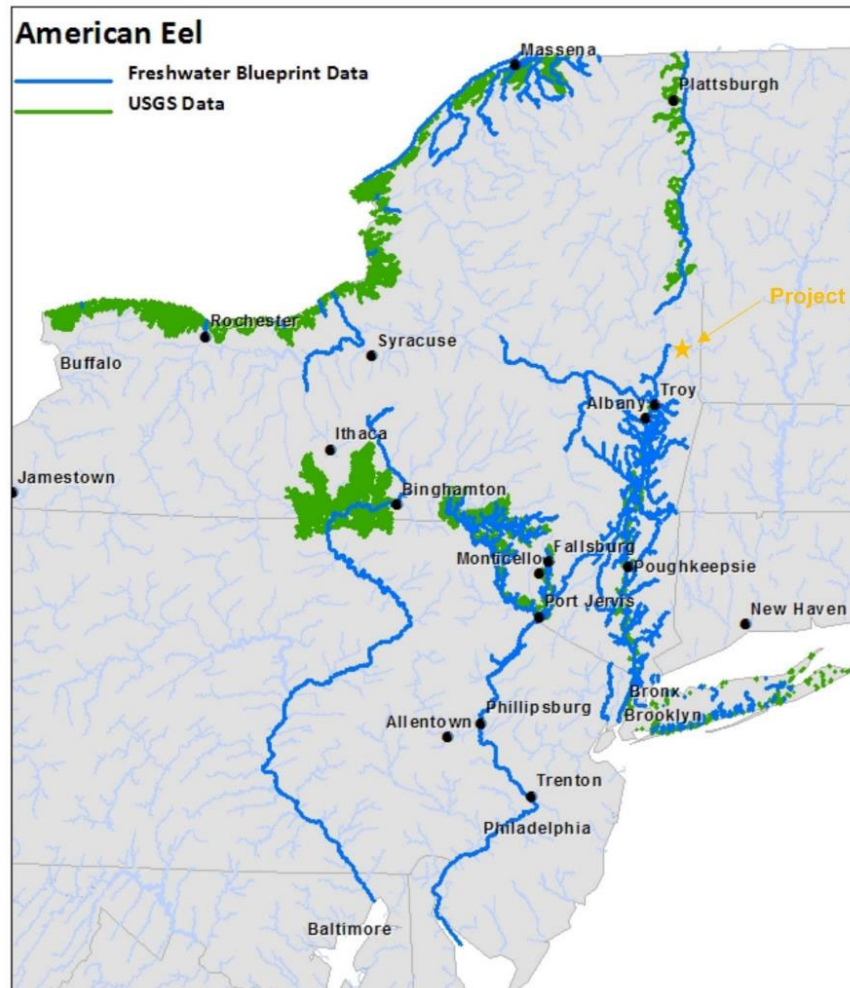 American Eel
Freshwater Blueprint Data
USGS Data
Massena
Plattsburgh
Project
Rochester
Syracuse
Buffalo
Troy
Albany
Ithaca
Jamestown
Binghamton
Fallsburg
Monticello
Poughkeepsie
Port Jervis
New Haven
Bronx
Phillipsburg
Brooklyn
Allentown
Trenton
Philadelphia
Baltimore